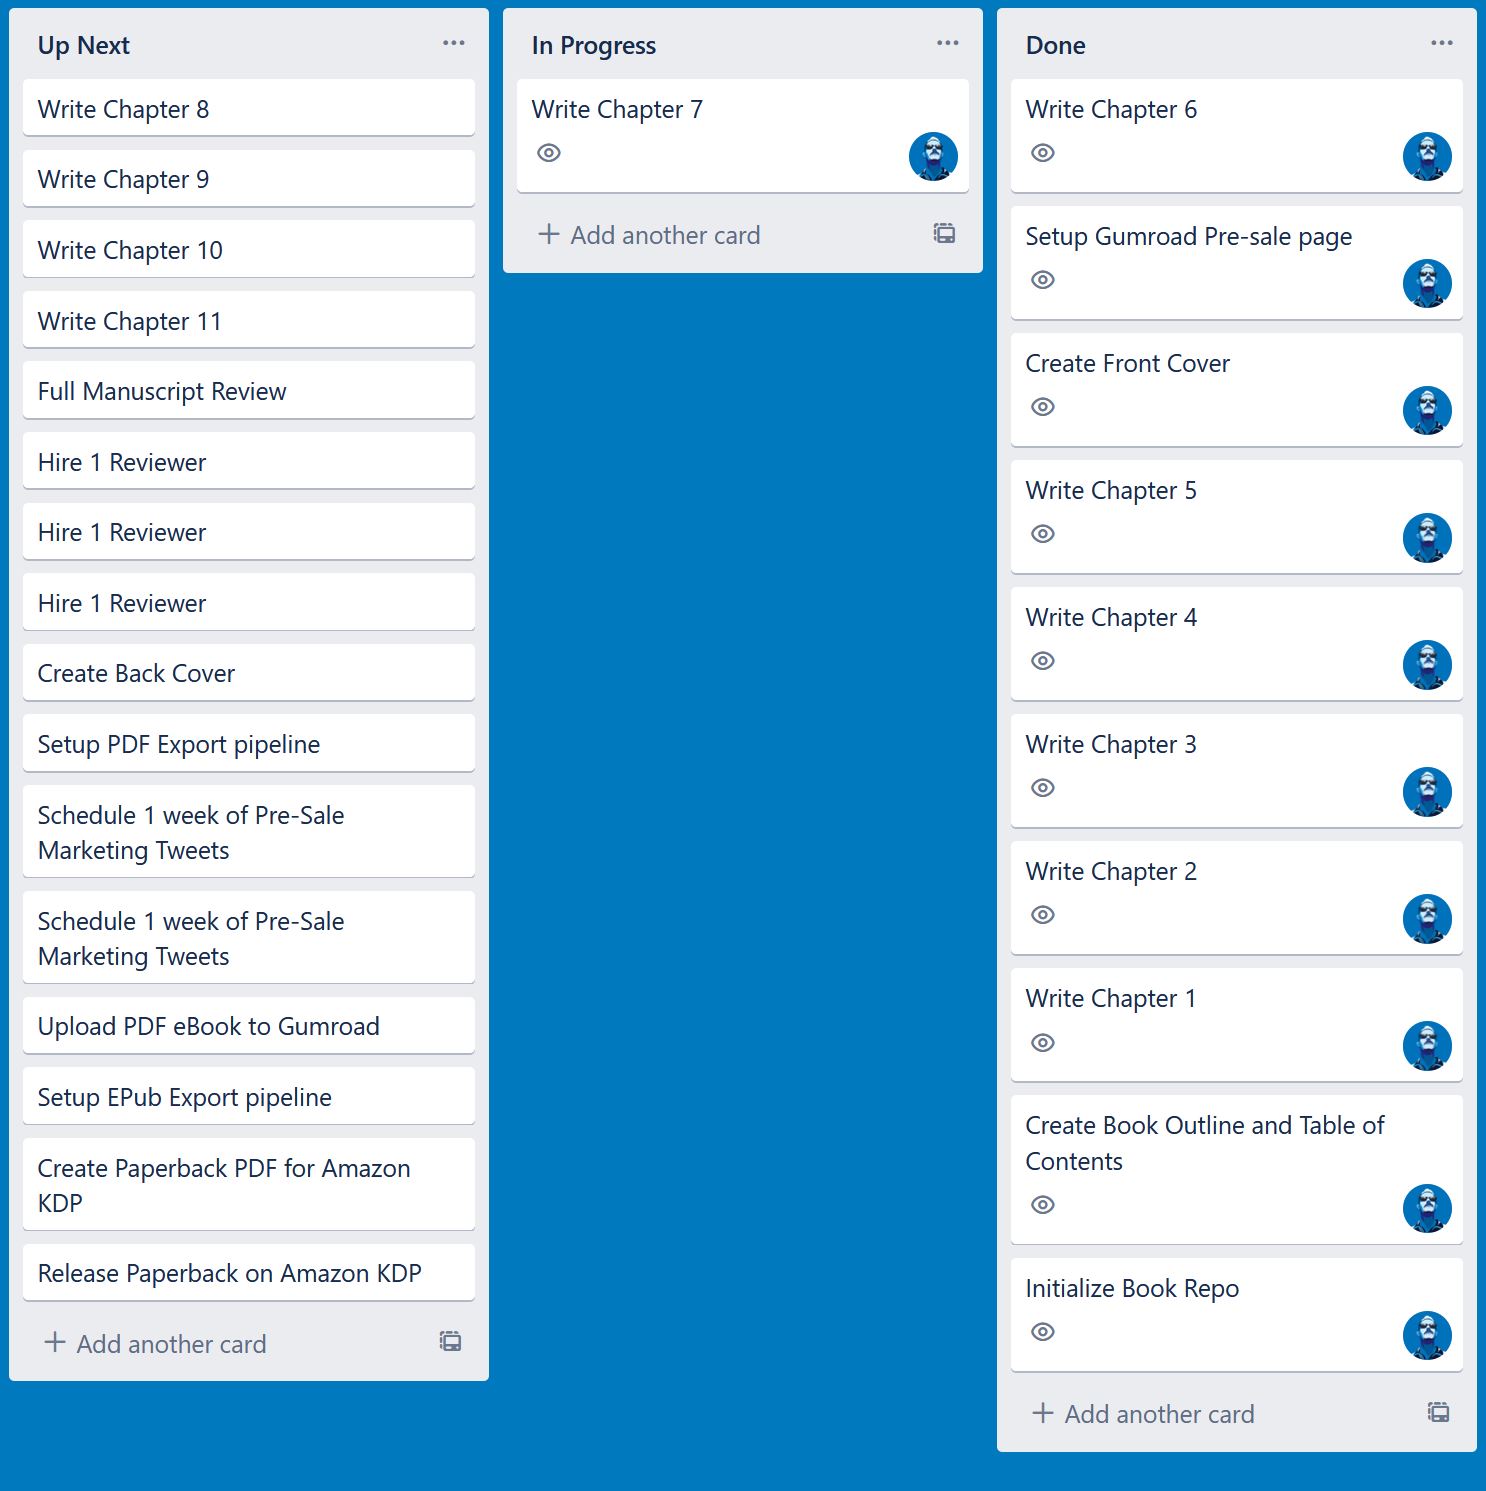 Up Next
Write Chapter 8
Write Chapter 9
Write Chapter 10
Write Chapter 11
Full Manuscript Review
Hire 1 Reviewer
Hire 1 Reviewer
Hire 1 Reviewer
Create Back Cover
Setup PDF Export pipeline
Schedule 1 week of Pre-Sale
Marketing Tweets
Schedule 1 week of Pre-Sale
Marketing Tweets
Upload PDF eBook to Gumroad
Setup EPub Export pipeline
Create Paperback PDF for Amazon
KDP
Release Paperback on Amazon KDP
Add another card
In Progress
Write Chapter 7
Add another card
Done
Write Chapter 6
Setup Gumroad Pre-sale page
Create Front Cover
Write Chapter 5
Write Chapter 4
Write Chapter 3
Write Chapter 2
Write Chapter 1
Create Book Outline and Table of
Contents
Initialize Book Repo
Add another card